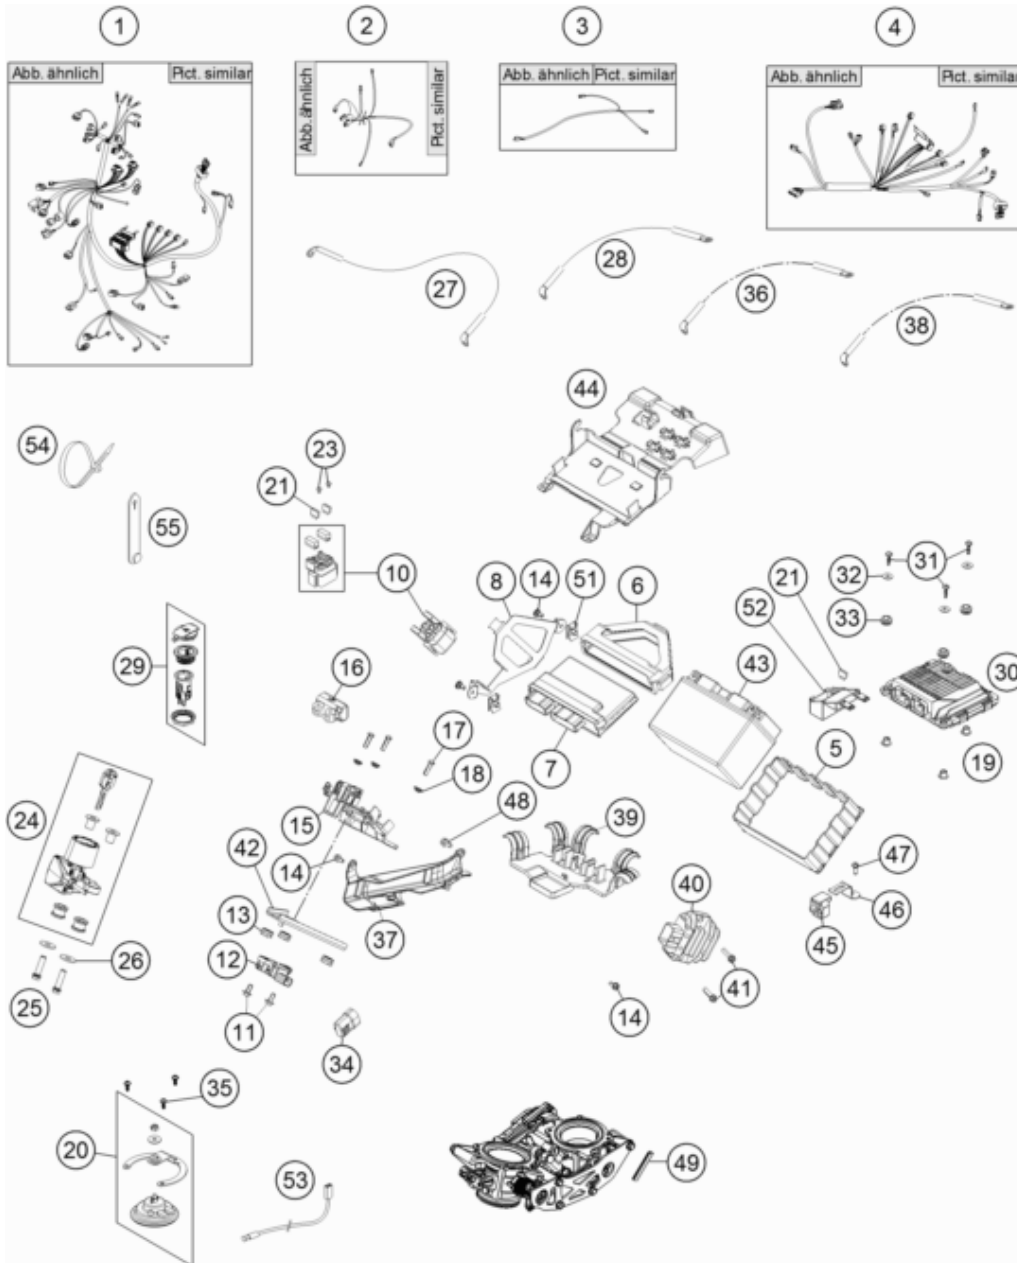 1 2 3 4
Abb. ähnlich Pict. similar
Abb. ähnlich Pict. similar
Abb. ähnlich Pict. similar
Abb. ähnlich Pict. similar
27 28 36 38
44
54 23
21
55
10 8 14 51 6 32 31
52 21
33
29 16 43 30
17 7 5 19
24 18
15 48 39
42 47
14 40
13 37 46
45
26 12
25 11 14 41
34
35
20
53 49